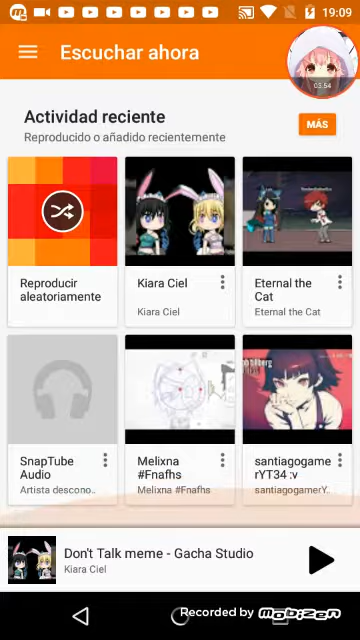 19:09
Escuchar ahora
03:54
Actividad reciente
Reproducido o añadido recientemente
MÁS
Reproducir
aleatoriamente
Kiara Ciel
Kiara Ciel
Eternal the
Cat
Eternal the Cat
SnapTube
Audio
Artista descono..
Melixna
#Fnafhs
Melixna #Fnafhs
santiagogame
rYT34 :v
santiagogamerY..
Don't Talk meme - Gacha Studio
Kiara Ciel
Recorded by mobizen